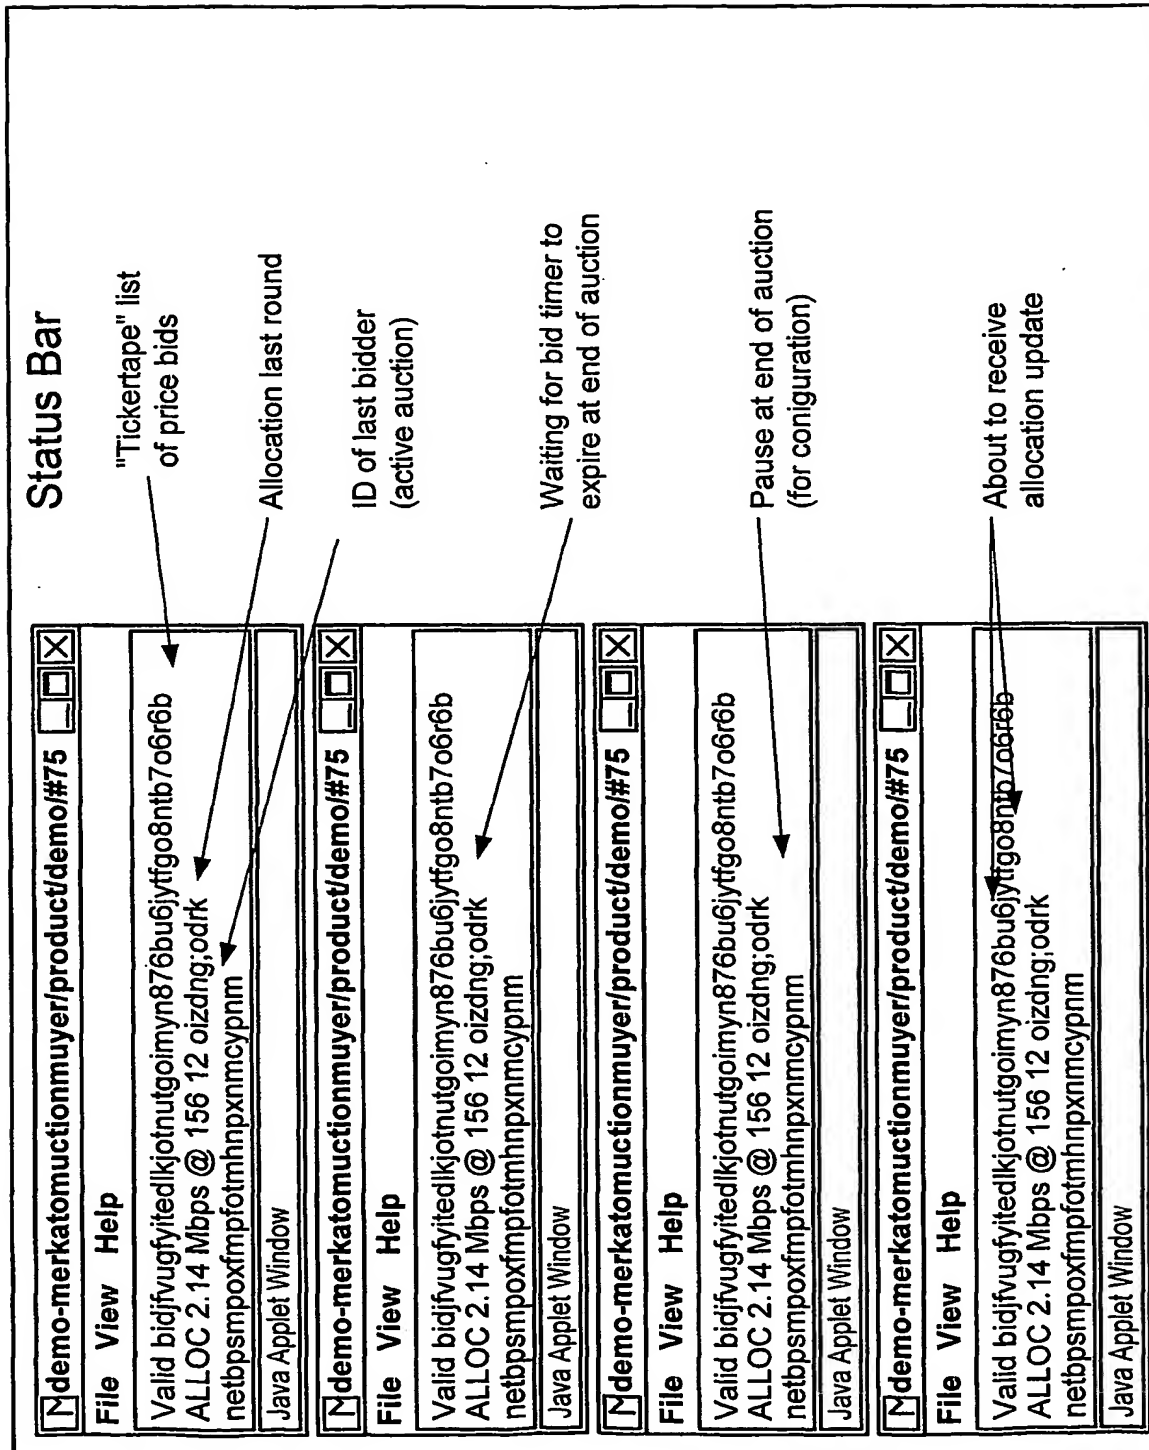 Status Bar
demo-merkatomuctionmuyer/product/demo/#75
File View Help
Valid bidjfvugfyitedlkjotnutgoimyn876bu6jytfgo8ntb7o6r6b
ALLOC 2.14 Mbps @ 156 12 oizdng;odrk
netbpsmpoxfmpfotmhnpxnmcypnm
Java Applet Window
"Tickertape" list
of price bids
Allocation last round
ID of last bidder
(active auction)
demo-merkatomuctionmuyer/product/demo/#75
File View Help
Valid bidjfvugfyitedlkjotnutgoimyn876bu6jytfgo8ntb7o6r6b
ALLOC 2.14 Mbps @ 156 12 oizdng;odrk
netbpsmpoxfmpfotmhnpxnmcypnm
Java Applet Window
Waiting for bid timer to
expire at end of auction
demo-merkatomuctionmuyer/product/demo/#75
File View Help
Valid bidjfvugfyitedlkjotnutgoimyn876bu6jytfgo8ntb7o6r6b
ALLOC 2.14 Mbps @ 156 12 oizdng;odrk
netbpsmpoxfmpfotmhnpxnmcypnm
Java Applet Window
Pause at end of auction
(for coniguration)
demo-merkatomuctionmuyer/product/demo/#75
File View Help
Valid bidjfvugfyitedlkjotnutgoimyn876bu6jytfgo8ntb7o6r6b
ALLOC 2.14 Mbps @ 156 12 oizdng;odrk
netbpsmpoxfmpfotmhnpxnmcypnm
Java Applet Window
About to receive
allocation update